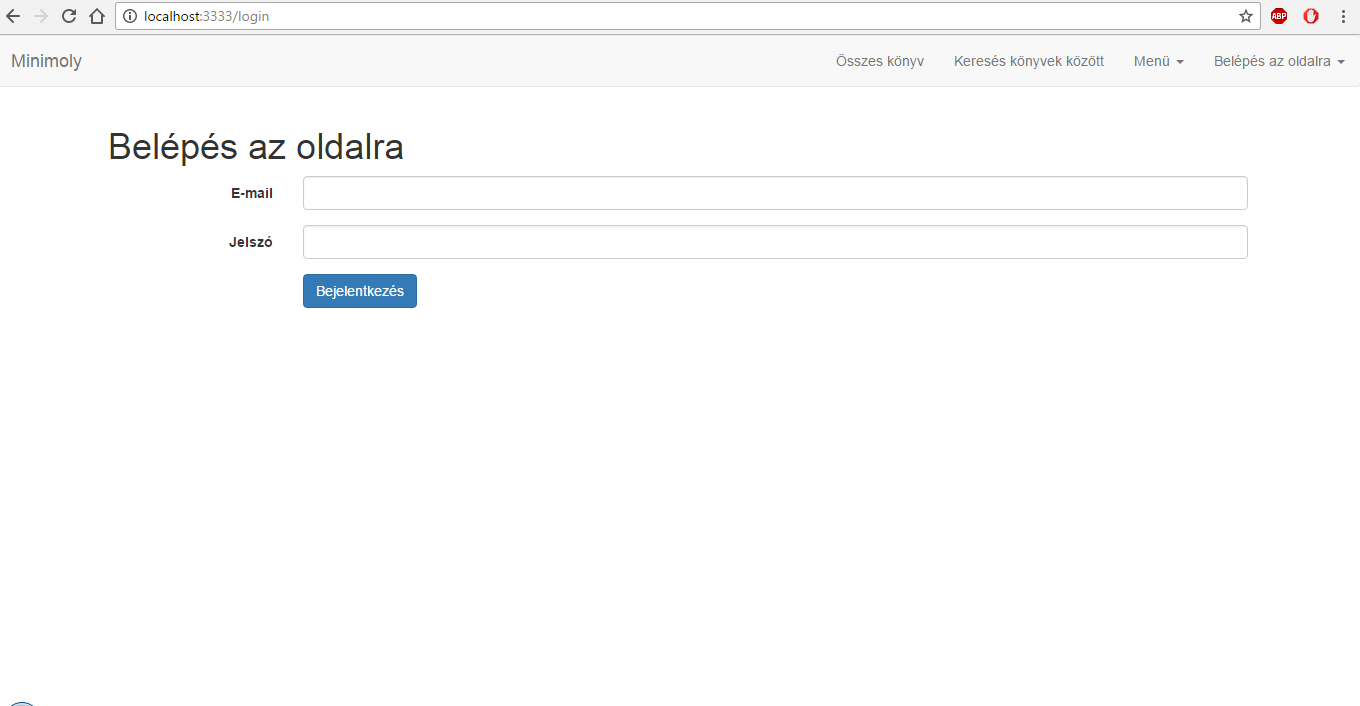 localhost:3333/login
ABP
Minimoly
Összes könyv
Keresés könyvek között
Menü
Belépés az oldalra
Belépés az oldalra
E-mail
Jelszó
Bejelentkezés